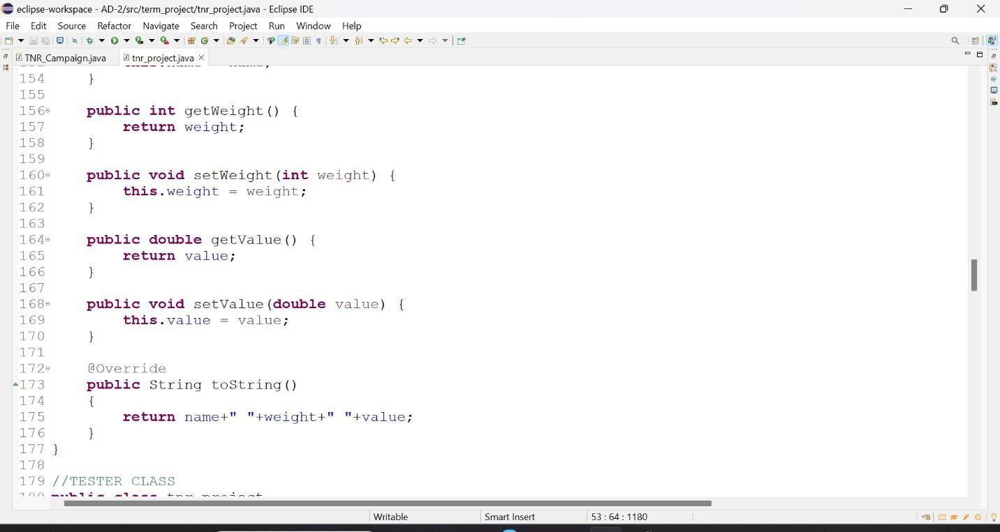 eclipse-workspace - AD-2/src/term_project/tnr_project.java - Eclipse IDE
File Edit Source Refactor Navigate Search Project Run Window Help
TNR_Campaign.java tnr_project.java
154 }
155
156 public int getWeight() {
157 return weight;
158 }
159
160 public void setWeight(int weight) {
161 this.weight = weight;
162 }
163
164 public double getValue() {
165 return value;
166 }
167
168 public void setValue(double value) {
169 this.value = value;
170 }
171
172 @Override
173 public String toString()
174 {
175 return name+" "+weight+" "+value;
176 }
177 }
178
179 //TESTER CLASS
180 public class tnr_project
Writable Smart Insert 53 : 64 : 1180